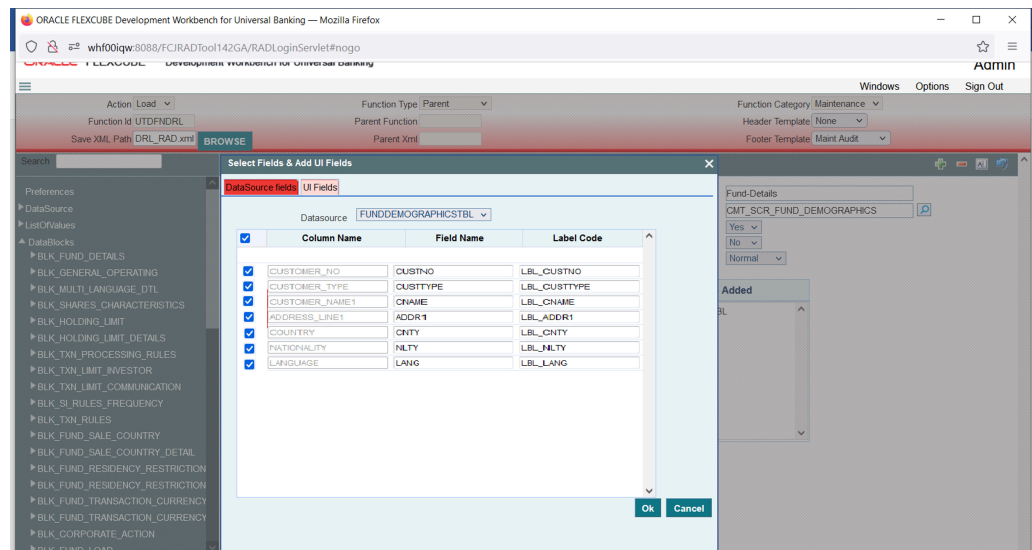 ORACLE FLEXCUBE Development Workbench for Universal Banking — Mozilla Firefox
whf00iqw:8088/FCJRADTool142GA/RADLoginServlet#nogo
ORACLE FLEXCUBE Development Workbench for Universal Banking Admin
Windows Options Sign Out
Action Load Function Type Parent Function Category Maintenance
Function Id UTDFNDRL Parent Function Header Template None
Save XML Path DRL_RAD.xml BROWSE Parent Xml Footer Template Maint Audit
Search
Select Fields & Add UI Fields
DataSource fields UI Fields
Datasource FUNDDEMOGRAPHICSTBL
Column Name Field Name Label Code
CUSTOMER_NO CUSTNO LBL_CUSTNO
CUSTOMER_TYPE CUSTTYPE LBL_CUSTTYPE
CUSTOMER_NAME1 CNAME LBL_CNAME
ADDRESS_LINE1 ADDR1 LBL_ADDR1
COUNTRY CNTY LBL_CNTY
NATIONALITY NLTY LBL_NLTY
LANGUAGE LANG LBL_LANG
Ok Cancel
Preferences
DataSource
ListOfValues
DataBlocks
BLK_FUND_DETAILS
BLK_GENERAL_OPERATING
BLK_MULTI_LANGUAGE_DTL
BLK_SHARES_CHARACTERISTICS
BLK_HOLDING_LIMIT
BLK_HOLDING_LIMIT_DETAILS
BLK_TXN_PROCESSING_RULES
BLK_TXN_LIMIT_INVESTOR
BLK_TXN_LIMIT_COMMUNICATION
BLK_SI_RULES_FREQUENCY
BLK_TXN_RULES
BLK_FUND_SALE_COUNTRY
BLK_FUND_SALE_COUNTRY_DETAIL
BLK_FUND_RESIDENCY_RESTRICTION
BLK_FUND_RESIDENCY_RESTRICTION
BLK_FUND_TRANSACTION_CURRENCY
BLK_FUND_TRANSACTION_CURRENCY
BLK_CORPORATE_ACTION
BLK_FUND_LOAD
Fund-Details
CMT_SCR_FUND_DEMOGRAPHICS
Yes
No
Normal
Added
BL